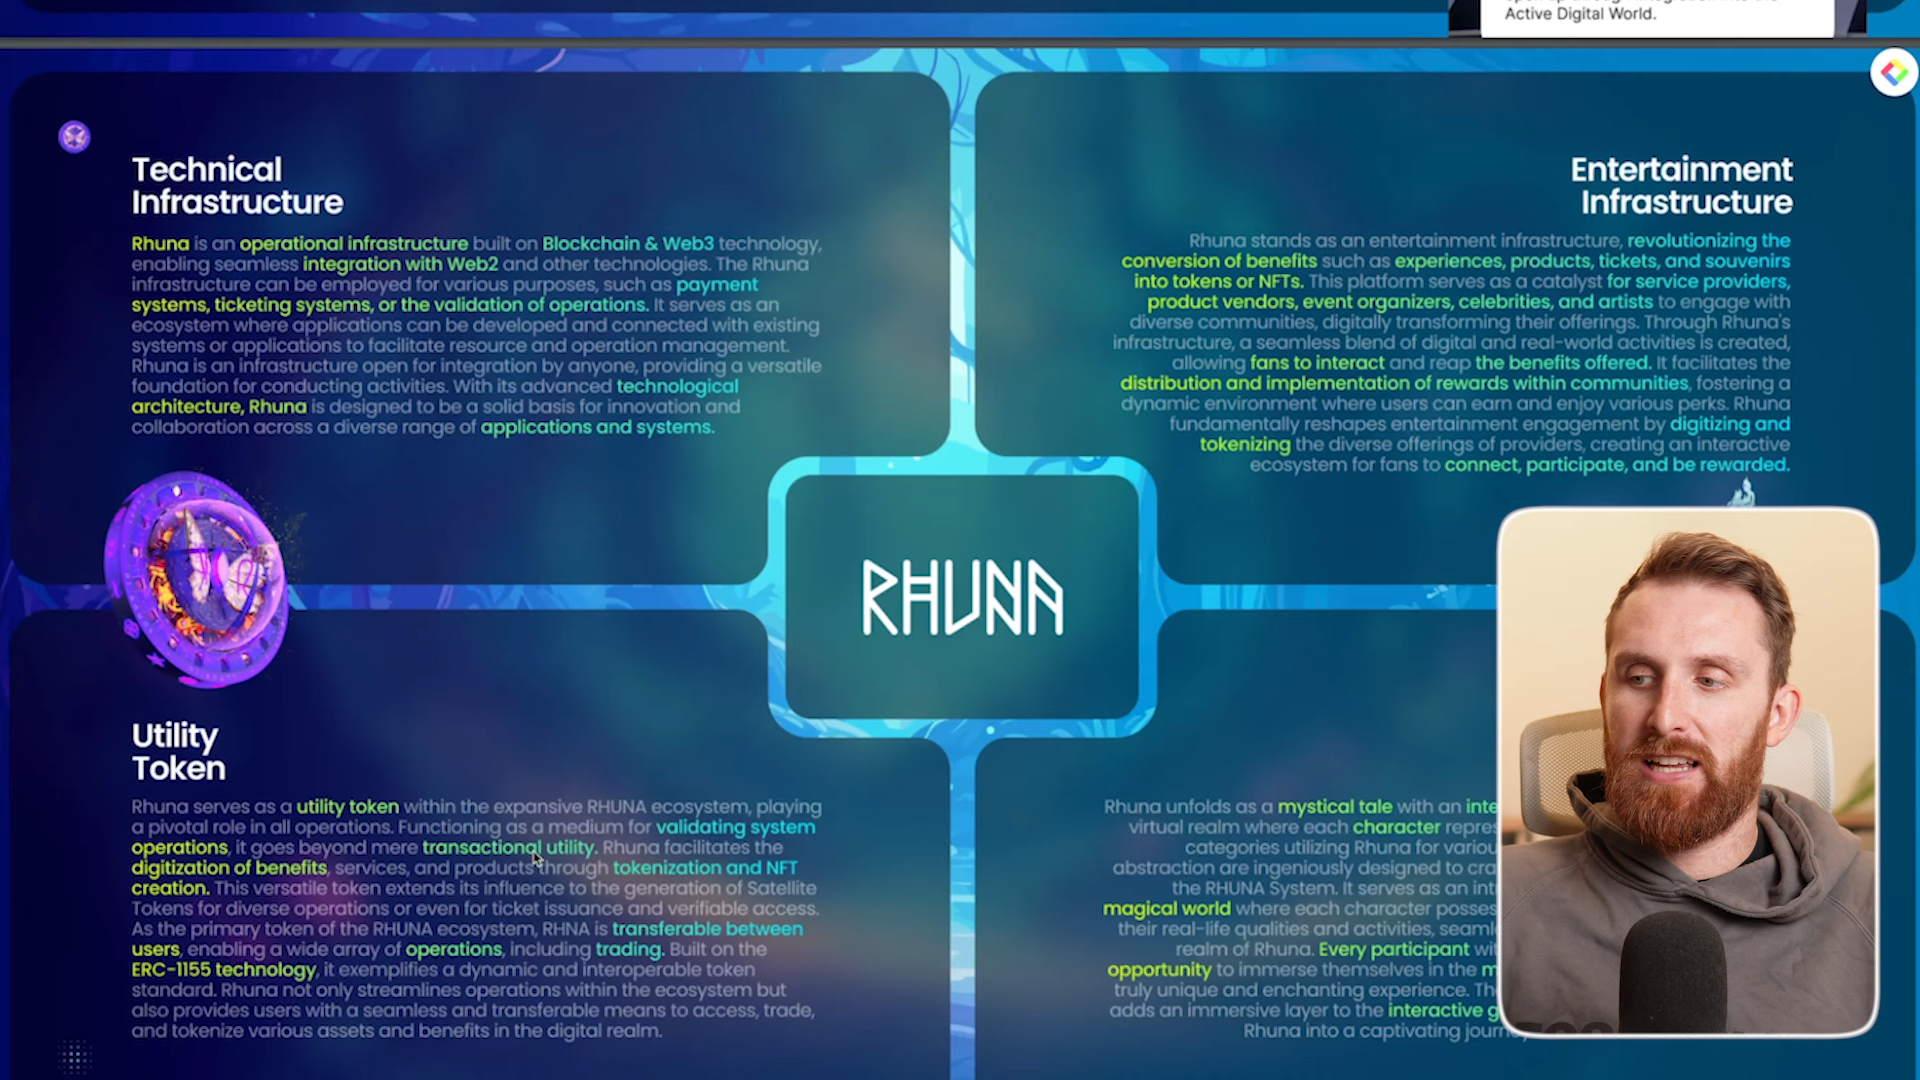 Active Digital World.
Technical
Infrastructure
Rhuna is an operational infrastructure built on Blockchain & Web3 technology,
enabling seamless integration with Web2 and other technologies. The Rhuna
infrastructure can be employed for various purposes, such as payment
systems, ticketing systems, or the validation of operations. It serves as an
ecosystem where applications can be developed and connected with existing
systems or applications to facilitate resource and operation management.
Rhuna is an infrastructure open for integration by anyone, providing a versatile
foundation for conducting activities. With its advanced technological
architecture, Rhuna is designed to be a solid basis for innovation and
collaboration across a diverse range of applications and systems.
Entertainment
Infrastructure
Rhuna stands as an entertainment infrastructure, revolutionizing the
conversion of benefits such as experiences, products, tickets, and souvenirs
into tokens or NFTs. This platform serves as a catalyst for service providers,
product vendors, event organizers, celebrities, and artists to engage with
diverse communities, digitally transforming their offerings. Through Rhuna's
infrastructure, a seamless blend of digital and real-world activities is created,
allowing fans to interact and reap the benefits offered. It facilitates the
distribution and implementation of rewards within communities, fostering a
dynamic environment where users can earn and enjoy various perks. Rhuna
fundamentally reshapes entertainment engagement by digitizing and
tokenizing the diverse offerings of providers, creating an interactive
ecosystem for fans to connect, participate, and be rewarded.
RHUNA
Utility
Token
Rhuna serves as a utility token within the expansive RHUNA ecosystem, playing
a pivotal role in all operations. Functioning as a medium for validating system
operations, it goes beyond mere transactional utility. Rhuna facilitates the
digitization of benefits, services, and products through tokenization and NFT
creation. This versatile token extends its influence to the generation of Satellite
Tokens for diverse operations or even for ticket issuance and verifiable access.
As the primary token of the RHUNA ecosystem, RHNA is transferable between
users, enabling a wide array of operations, including trading. Built on the
ERC-1155 technology, it exemplifies a dynamic and interoperable token
standard. Rhuna not only streamlines operations within the ecosystem but
also provides users with a seamless and transferable means to access, trade,
and tokenize various assets and benefits in the digital realm.
Rhuna unfolds as a mystical tale with an inte
virtual realm where each character repres
categories utilizing Rhuna for variou
abstraction are ingeniously designed to cra
the RHUNA System. It serves as an int
magical world where each character posses
their real-life qualities and activities, seaml
realm of Rhuna. Every participant wi
opportunity to immerse themselves in the m
truly unique and enchanting experience. Th
adds an immersive layer to the interactive g
Rhuna into a captivating journ